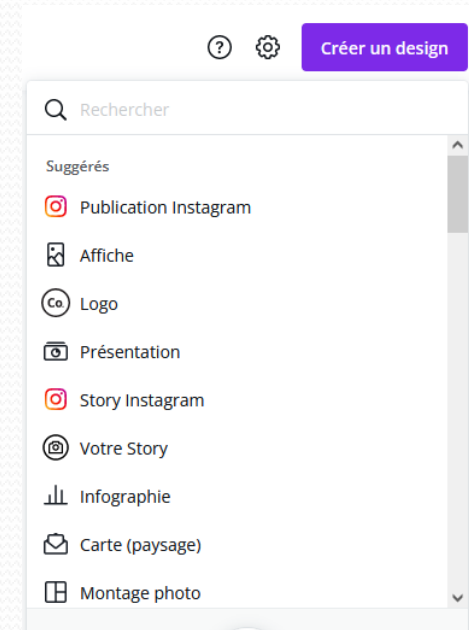 Créer un design
Rechercher
Suggérés
Publication Instagram
Affiche
Co. Logo
Présentation
Story Instagram
Votre Story
Infographie
Carte (paysage)
Montage photo